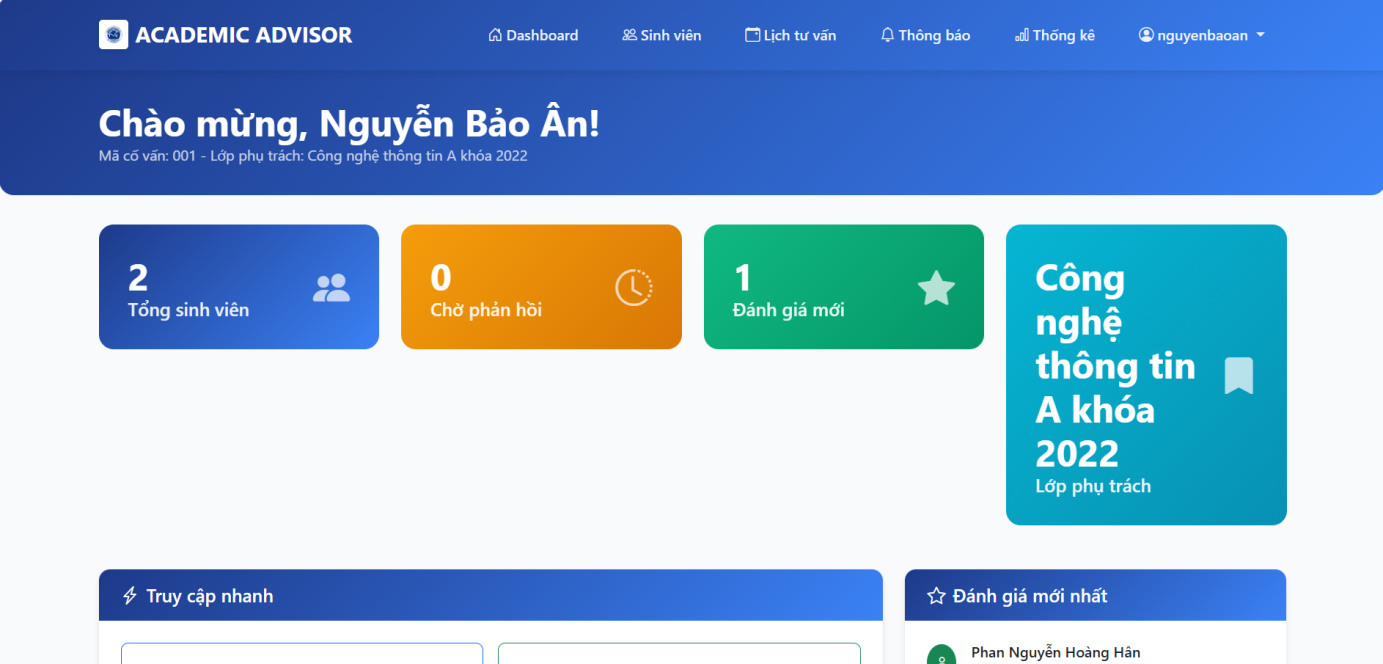 ACADEMIC ADVISOR
Dashboard
Sinh viên
Lịch tư vấn
Thông báo
Thống kê
nguyenbaoan
Chào mừng, Nguyễn Bảo Ân!
Mã cố vấn: 001 - Lớp phụ trách: Công nghệ thông tin A khóa 2022
2
Tổng sinh viên
0
Chờ phản hồi
1
Đánh giá mới
Công
nghệ
thông tin
A khóa
2022
Lớp phụ trách
Truy cập nhanh
Đánh giá mới nhất
Phan Nguyễn Hoàng Hân